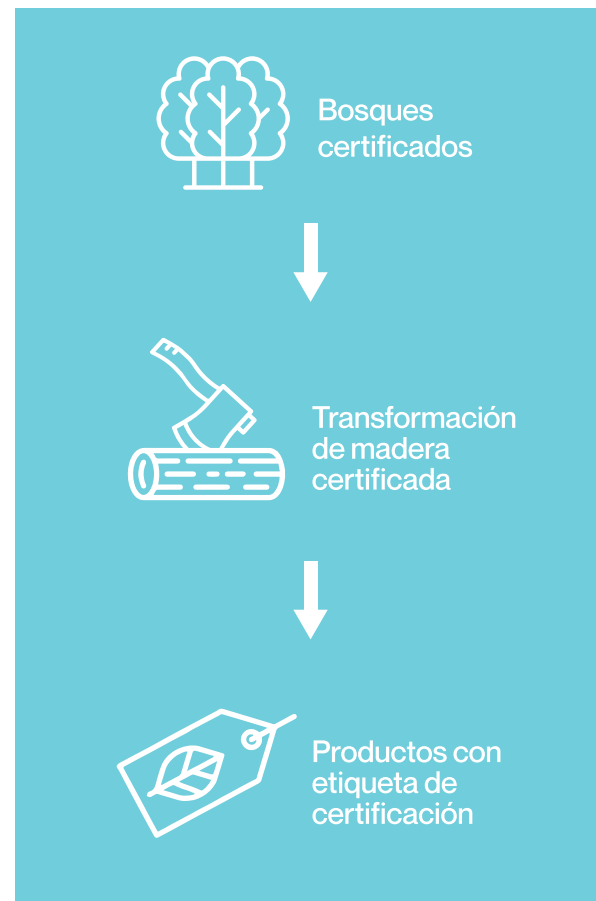 Bosques
certificados
Transformación
de madera
certificada
Productos con
etiqueta de
certificación